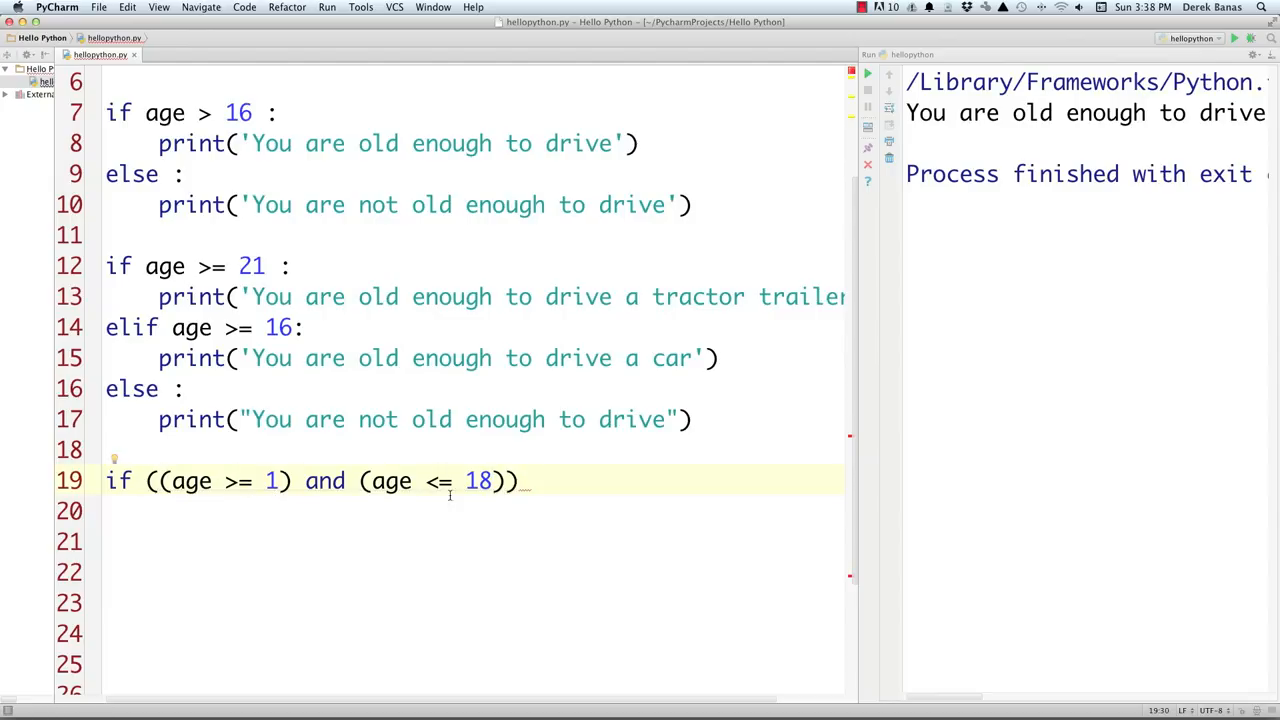 PyCharm File Edit View Navigate Code Refactor Run Tools VCS Window Help 10 Sun 3:38 PM Derek Banas
hellopython.py – Hello Python – [~/PycharmProjects/Hello Python]
Hello Python hellopython.py hellopython
hellopython.py Run hellopython
Hello P
hell
Externa
6
7 if age > 16 :
8 print('You are old enough to drive')
9 else :
10 print('You are not old enough to drive')
11
12 if age >= 21 :
13 print('You are old enough to drive a tractor trailer
14 elif age >= 16:
15 print('You are old enough to drive a car')
16 else :
17 print("You are not old enough to drive")
18
19 if ((age >= 1) and (age <= 18))
20
21
22
23
24
25
26
/Library/Frameworks/Python.
You are old enough to drive
Process finished with exit
19:30 LF UTF-8